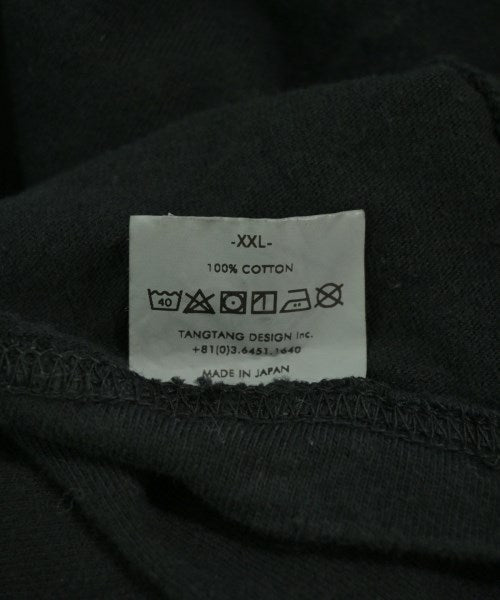 -XXL-
100% COTTON
40
TANGTANG DESIGN Inc.
+81(0)3.6451.1640
MADE IN JAPAN